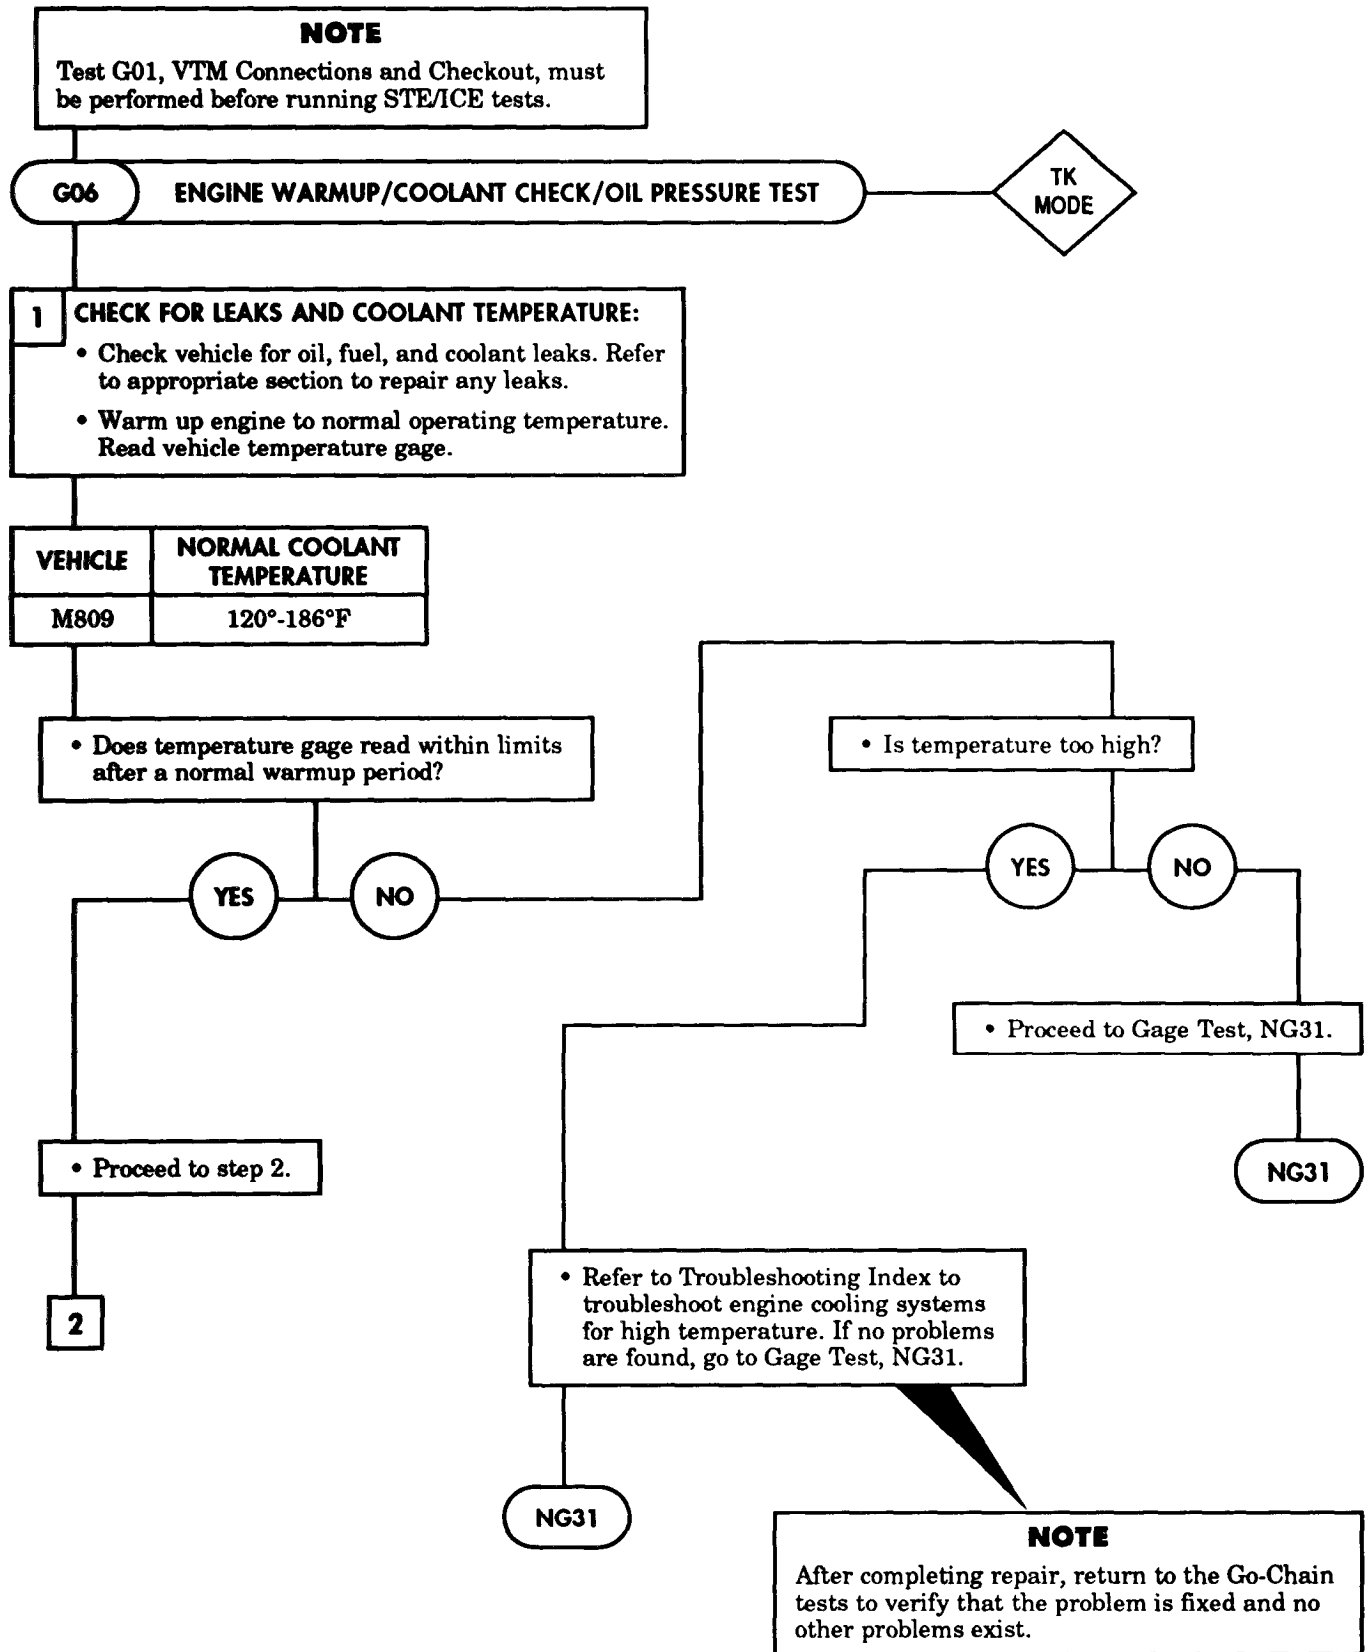 NOTE
Test G01, VTM Connections and Checkout, must
be performed before running STE/ICE tests.
G06
ENGINE WARMUP/COOLANT CHECK/OIL PRESSURE TEST
TK
MODE
1
CHECK FOR LEAKS AND COOLANT TEMPERATURE:
• Check vehicle for oil, fuel, and coolant leaks. Refer
to appropriate section to repair any leaks.
• Warm up engine to normal operating temperature.
Read vehicle temperature gage.
VEHICLE
NORMAL COOLANT
TEMPERATURE
M809
120°-186°F
• Does temperature gage read within limits
after a normal warmup period?
YES
NO
• Is temperature too high?
YES
NO
• Proceed to Gage Test, NG31.
NG31
• Proceed to step 2.
2
• Refer to Troubleshooting Index to
troubleshoot engine cooling systems
for high temperature. If no problems
are found, go to Gage Test, NG31.
NG31
NOTE
After completing repair, return to the Go-Chain
tests to verify that the problem is fixed and no
other problems exist.